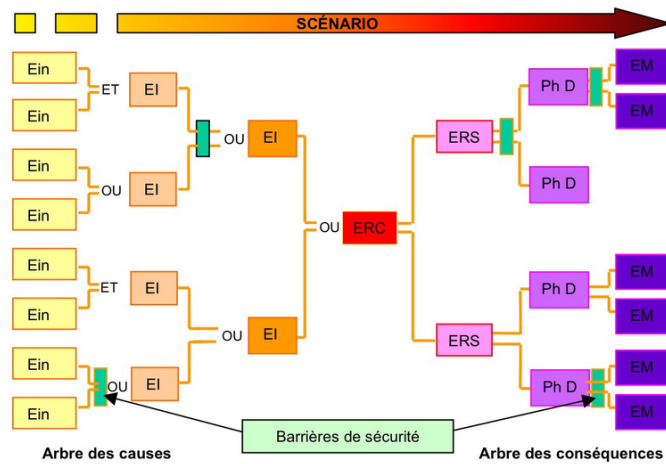 SCÉNARIO
Ein
ET
EI
Ein
OU
EI
Ein
OU
EI
Ein
Ein
ET
EI
Ein
OU
EI
Ein
OU
EI
Ein
OU
ERC
ERS
Ph D
EM
EM
Ph D
ERS
Ph D
EM
EM
Ph D
EM
EM
Arbre des causes
Barrières de sécurité
Arbre des conséquences